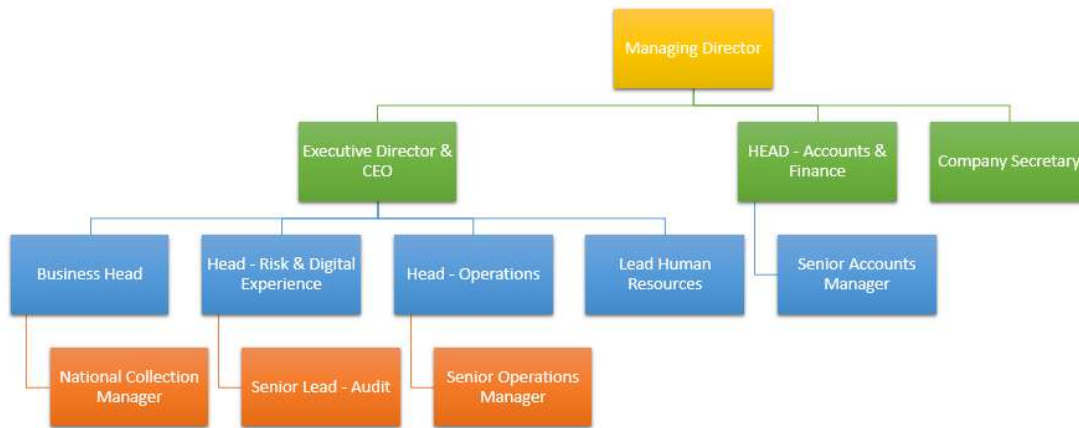 Managing Director
Executive Director &
CEO
HEAD - Accounts &
Finance
Company Secretary
Business Head
Head - Risk & Digital
Experience
Head - Operations
Lead Human
Resources
Senior Accounts
Manager
National Collection
Manager
Senior Lead - Audit
Senior Operations
Manager